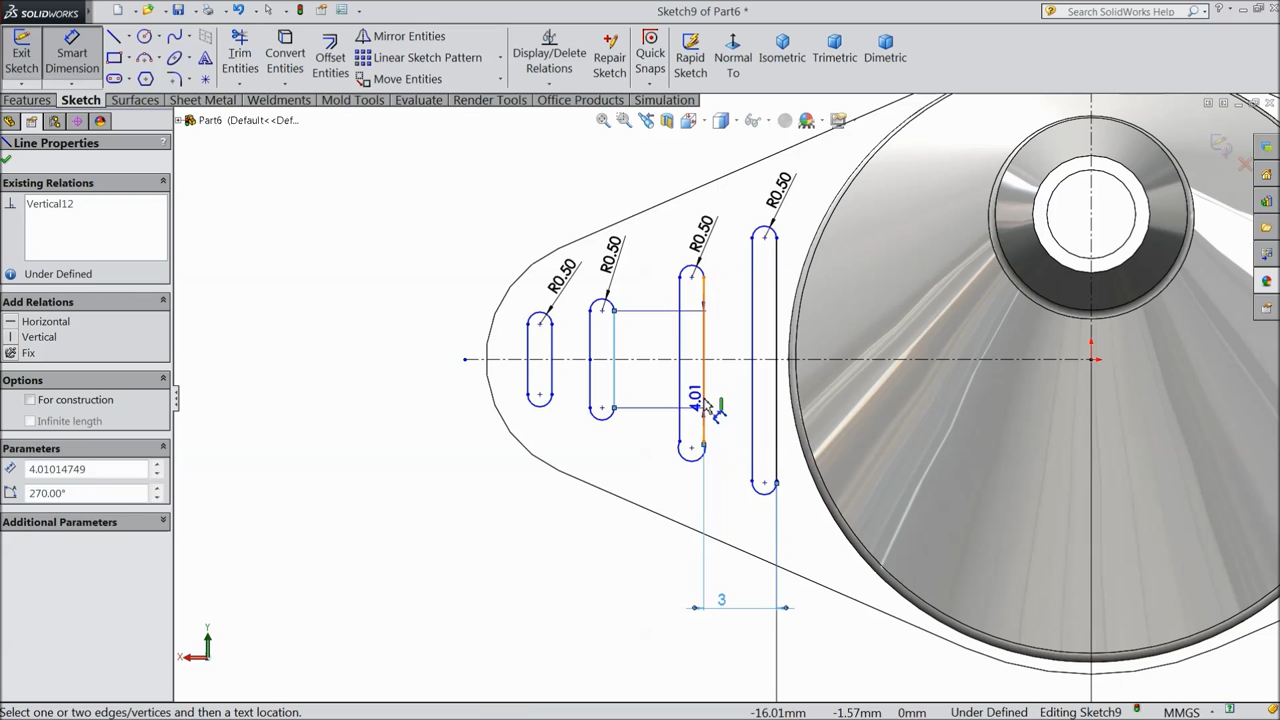 SOLIDWORKS
Sketch9 of Part6 *
Search SolidWorks Help
Exit Sketch
Smart Dimension
Trim Entities
Convert Entities
Offset Entities
Mirror Entities
Linear Sketch Pattern
Move Entities
Display/Delete Relations
Repair Sketch
Quick Snaps
Rapid Sketch
Normal To
Isometric
Trimetric
Dimetric
Features
Sketch
Surfaces
Sheet Metal
Weldments
Mold Tools
Evaluate
Render Tools
Office Products
Simulation
Part6 (Default<<Def...
Line Properties
?
Existing Relations
Vertical12
Under Defined
Add Relations
Horizontal
Vertical
Fix
Options
For construction
Infinite length
Parameters
4.01014749
270.00°
Additional Parameters
R0.50
R0.50
R0.50
R0.50
4.01
3
Y
X
Select one or two edges/vertices and then a text location.
-16.01mm
-1.57mm
0mm
Under Defined
Editing Sketch9
MMGS